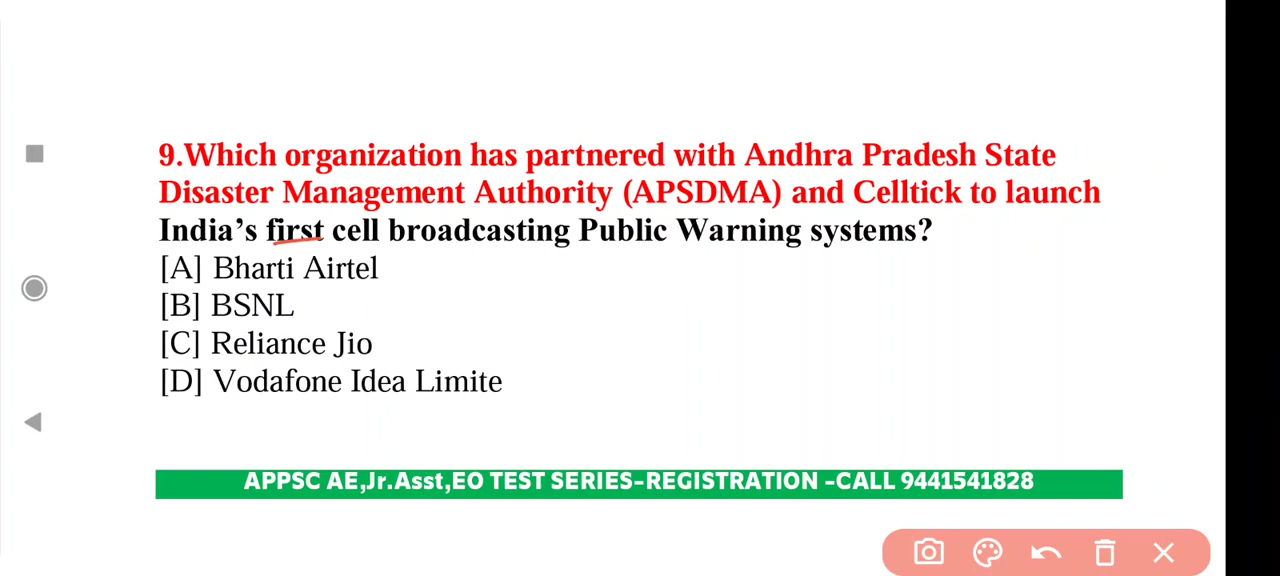 9.Which organization has partnered with Andhra Pradesh State
Disaster Management Authority (APSDMA) and Celltick to launch
India’s first cell broadcasting Public Warning systems?
[A] Bharti Airtel
[B] BSNL
[C] Reliance Jio
[D] Vodafone Idea Limite
APPSC AE,Jr.Asst,EO TEST SERIES-REGISTRATION -CALL 9441541828